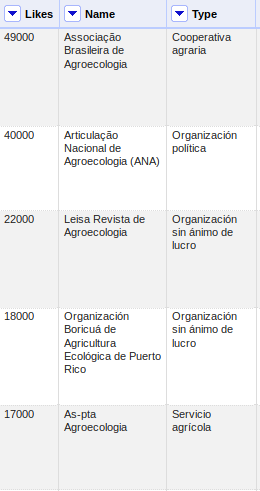 Likes Name Type
49000 Associação Cooperativa
Brasileira de agraria
Agroecologia
40000 Articulação Organización
Nacional de política
Agroecologia (ANA)
22000 Leisa Revista de Organización
Agroecologia sin ánimo de
lucro
18000 Organización Organización
Boricuá de sin ánimo de
Agricultura lucro
Ecológica de Puerto
Rico
17000 As-pta Servicio
Agroecologia agrícola